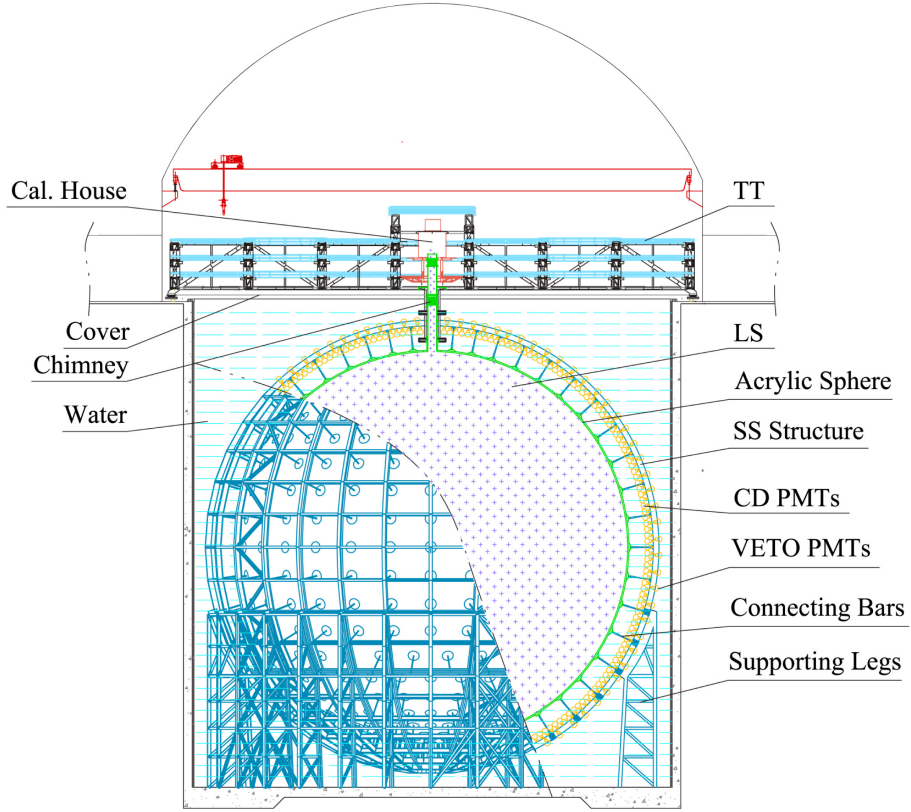 Cal. House
TT
Cover
Chimney
Water
LS
Acrylic Sphere
SS Structure
CD PMTs
VETO PMTs
Connecting Bars
Supporting Legs